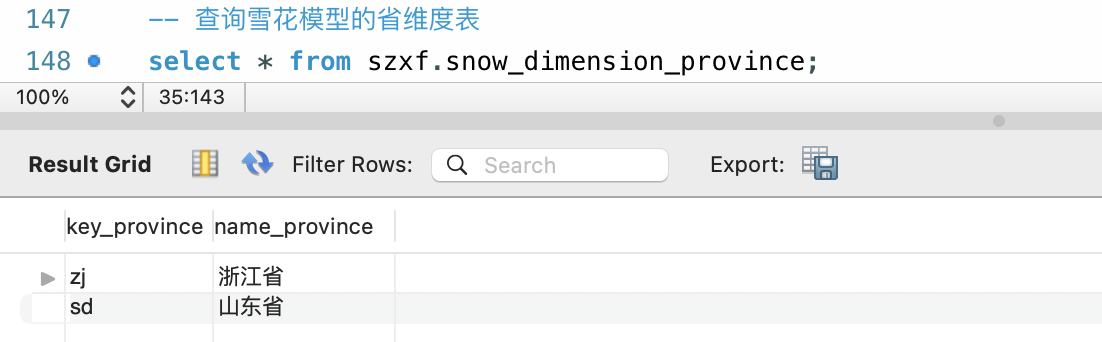 147 -- 查询雪花模型的省维度表
148 select * from szxf.snow_dimension_province;
100% 35:143
Result Grid Filter Rows: Search Export:
key_province name_province
zj 浙江省
sd 山东省